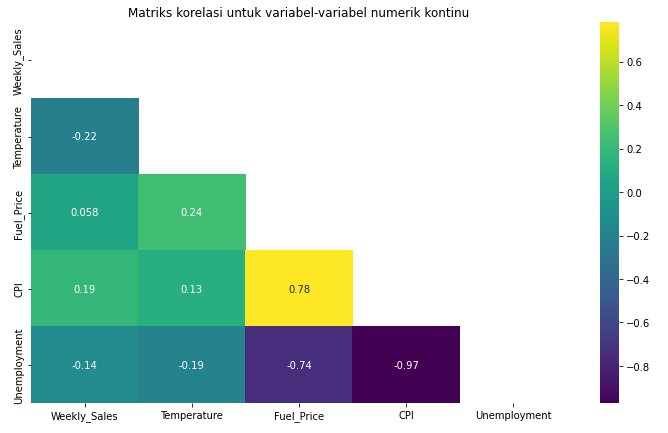 Matriks korelasi untuk variabel-variabel numerik kontinu
Weekly_Sales
Temperature
-0.22
Fuel_Price
0.058 0.24
CPI
0.19 0.13 0.78
Unemployment
-0.14 -0.19 -0.74 -0.97
Weekly_Sales Temperature Fuel_Price CPI Unemployment
0.6
0.4
0.2
0.0
−0.2
−0.4
−0.6
−0.8